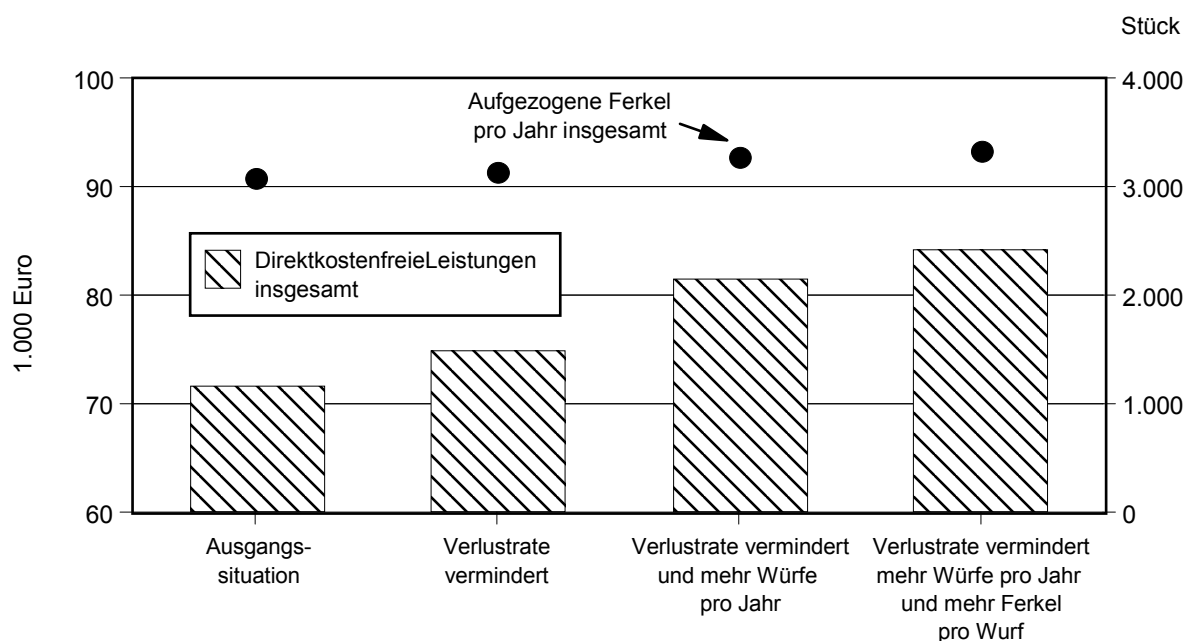 Stück
100
4.000
Aufgezogene Ferkel
pro Jahr insgesamt
90
3.000
DirektkostenfreieLeistungen
insgesamt
1.000 Euro
80
2.000
70
1.000
60
0
Ausgangs-
situation
Verlustrate
vermindert
Verlustrate vermindert
und mehr Würfe
pro Jahr
Verlustrate vermindert
mehr Würfe pro Jahr
und mehr Ferkel
pro Wurf